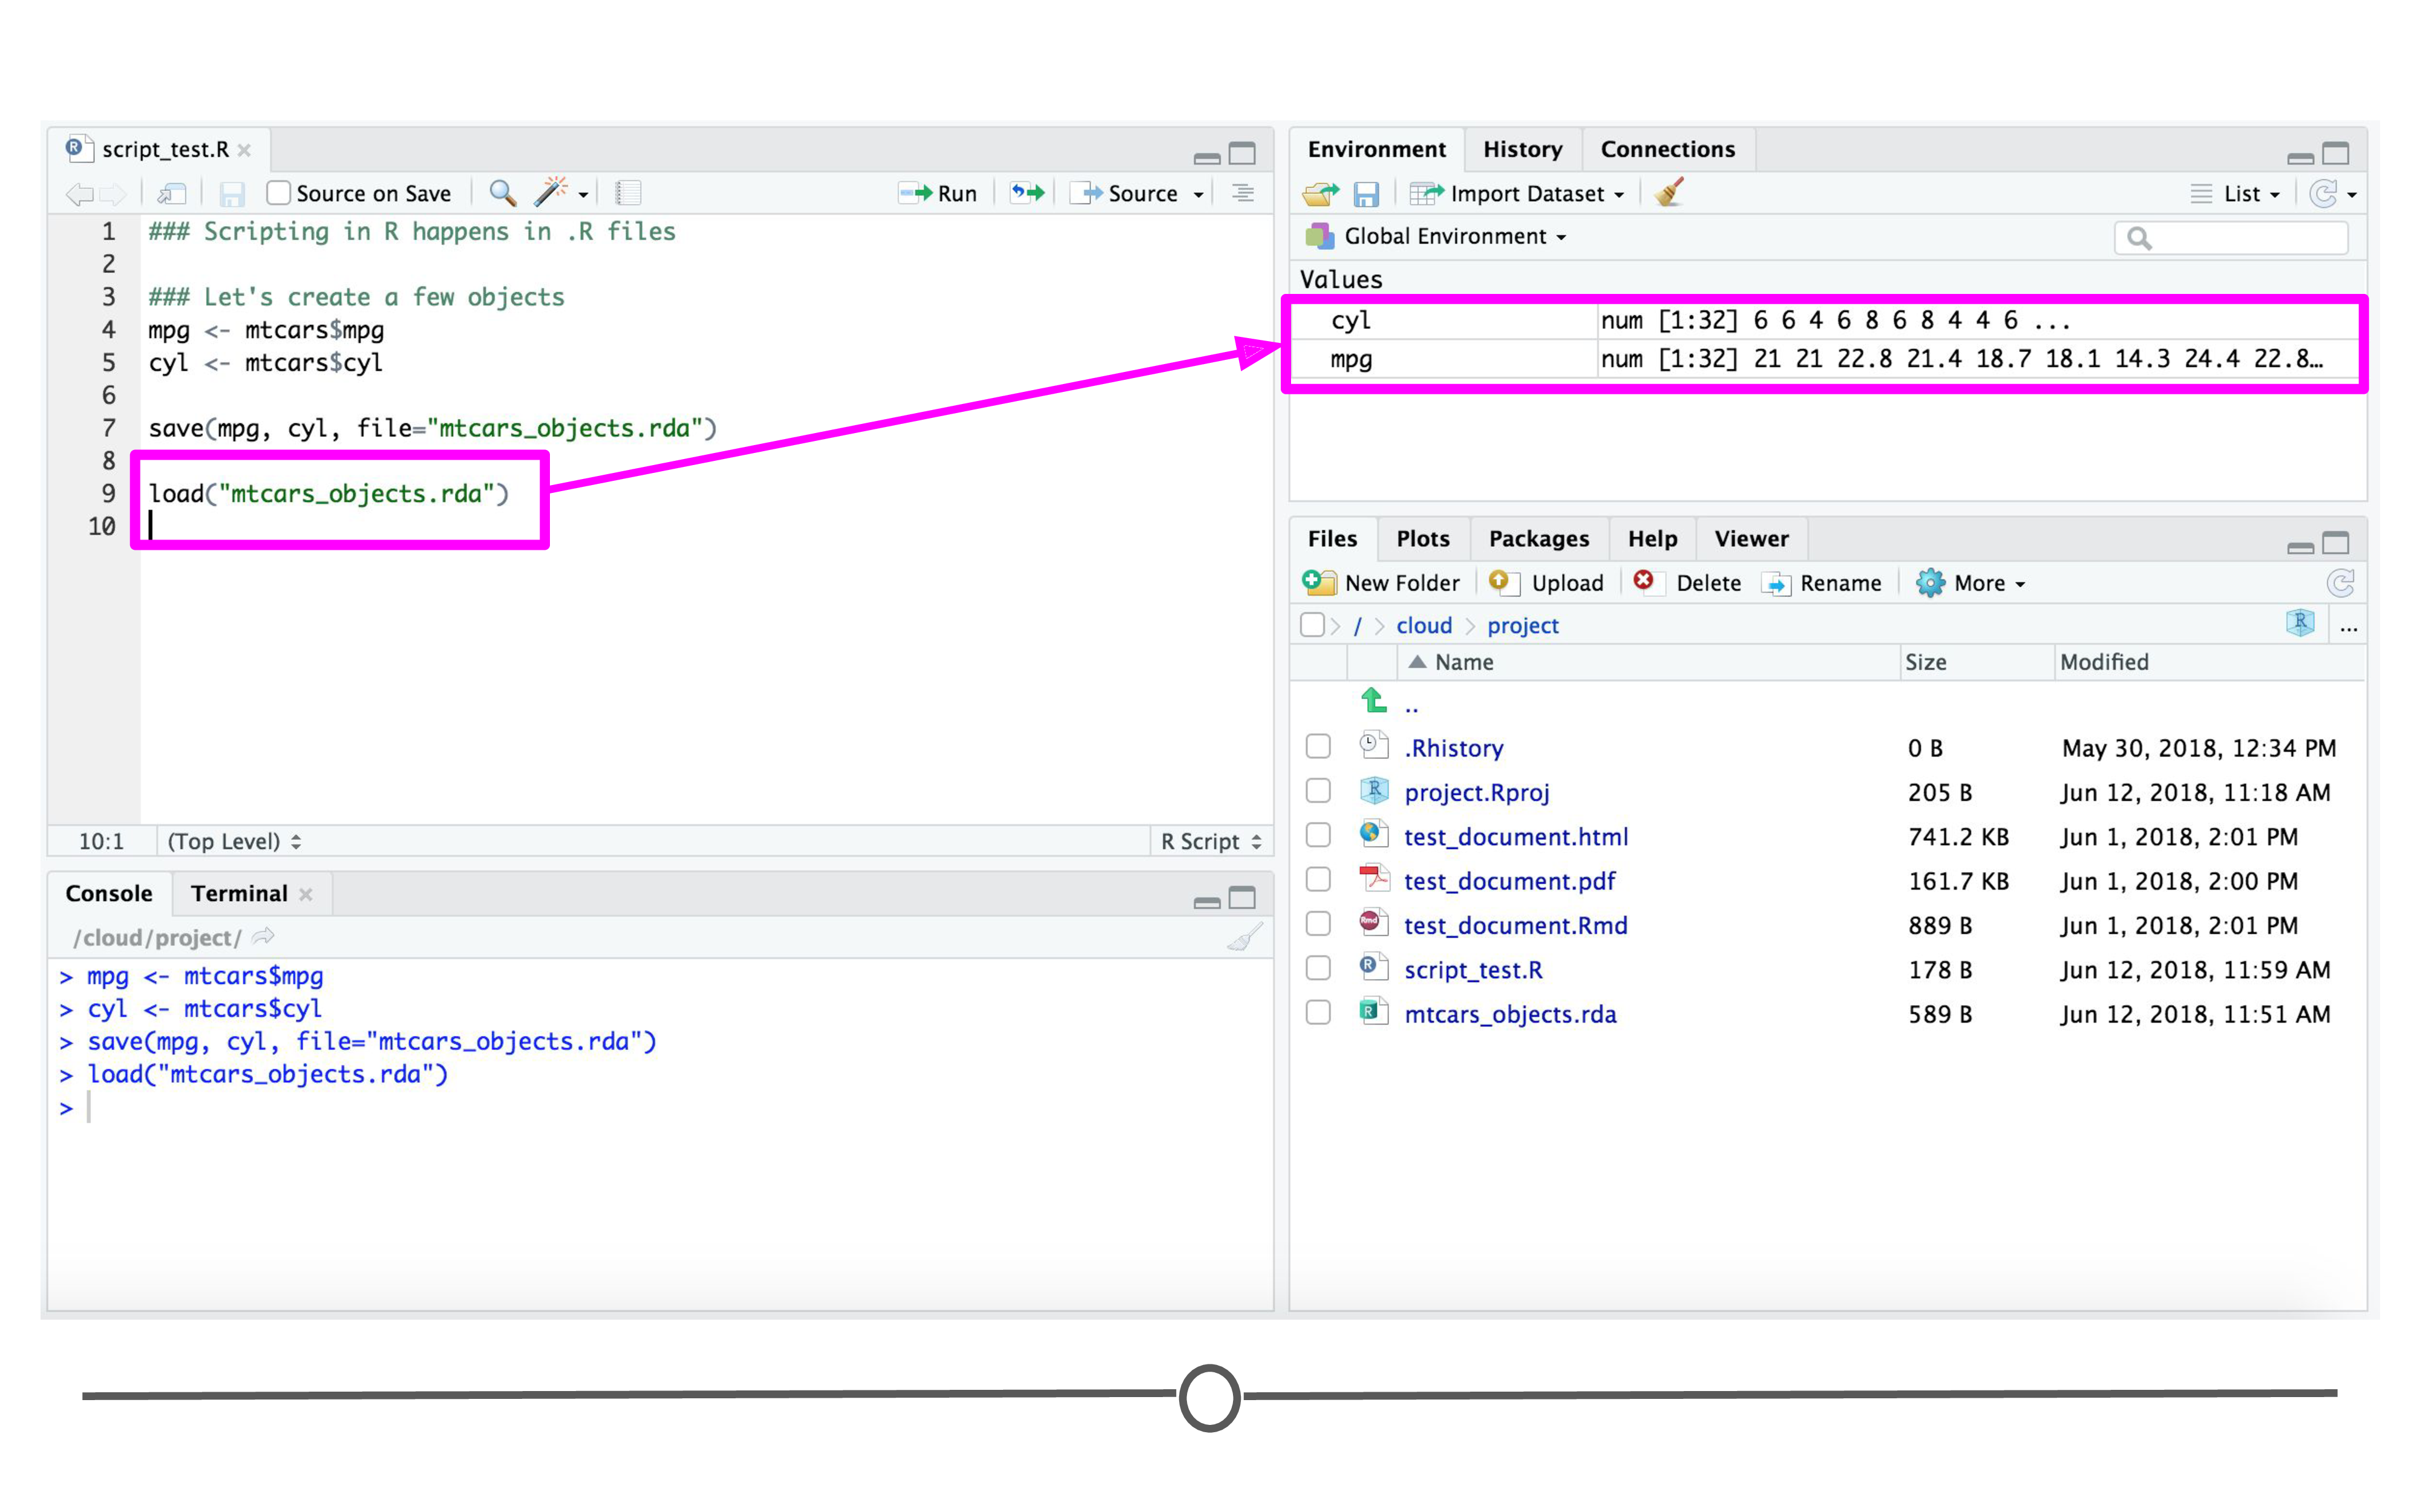 script_test.R
Source on Save
Run
Source
1 ### Scripting in R happens in .R files
2
3 ### Let's create a few objects
4 mpg <- mtcars$mpg
5 cyl <- mtcars$cyl
6
7 save(mpg, cyl, file="mtcars_objects.rda")
8
9 load("mtcars_objects.rda")
10
10:1 (Top Level) R Script
Console Terminal
/cloud/project/
> mpg <- mtcars$mpg
> cyl <- mtcars$cyl
> save(mpg, cyl, file="mtcars_objects.rda")
> load("mtcars_objects.rda")
>
Environment History Connections
Import Dataset List
Global Environment
Values
cyl num [1:32] 6 6 4 6 8 6 8 4 4 6 ...
mpg num [1:32] 21 21 22.8 21.4 18.7 18.1 14.3 24.4 22.8…
Files Plots Packages Help Viewer
New Folder Upload Delete Rename More
/ > cloud > project ...
Name Size Modified
..
.Rhistory 0 B May 30, 2018, 12:34 PM
project.Rproj 205 B Jun 12, 2018, 11:18 AM
test_document.html 741.2 KB Jun 1, 2018, 2:01 PM
test_document.pdf 161.7 KB Jun 1, 2018, 2:00 PM
test_document.Rmd 889 B Jun 1, 2018, 2:01 PM
script_test.R 178 B Jun 12, 2018, 11:59 AM
mtcars_objects.rda 589 B Jun 12, 2018, 11:51 AM